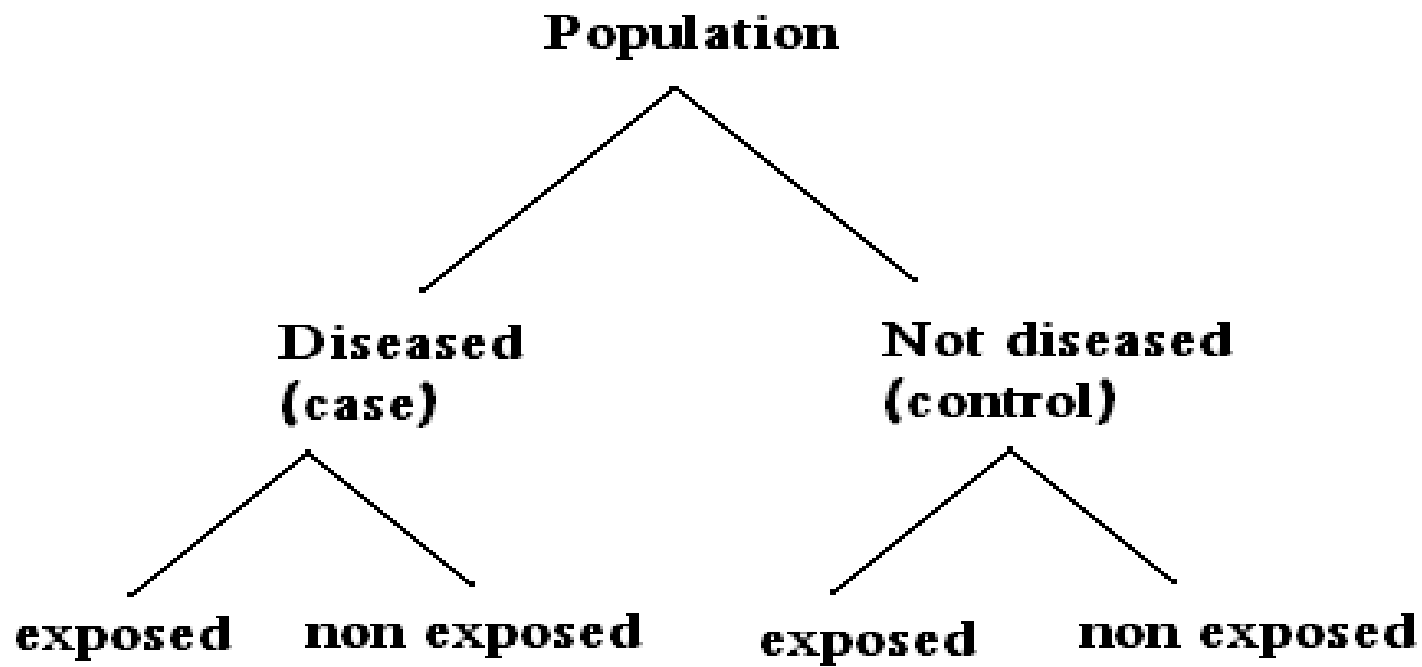 Population
Diseased
(case)
Not diseased
(control)
exposed
non exposed
exposed
non exposed